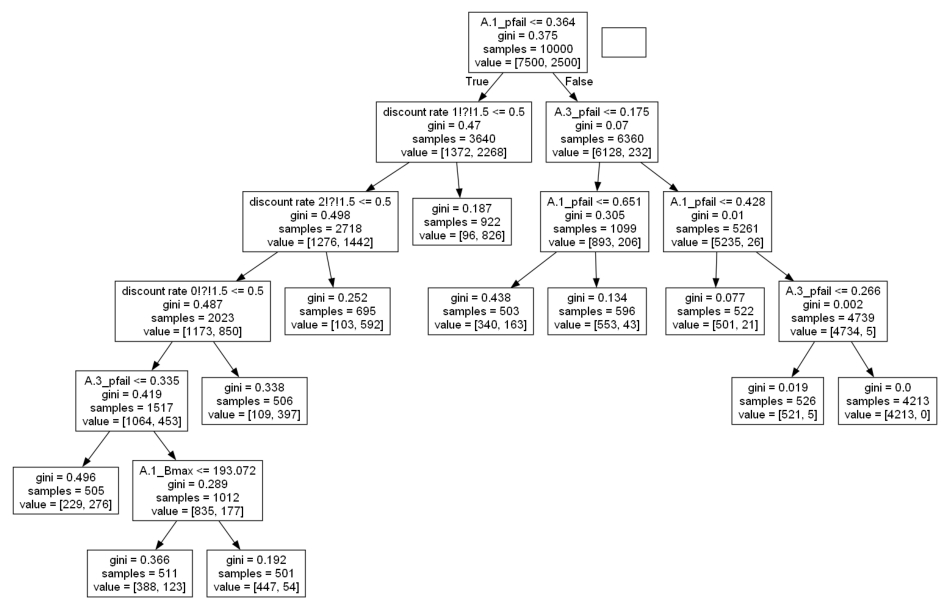 A.1_pfail <= 0.364
gini = 0.375
samples = 10000
value = [7500, 2500]
True
False
discount rate 1!?!1.5 <= 0.5
gini = 0.47
samples = 3640
value = [1372, 2268]
A.3_pfail <= 0.175
gini = 0.07
samples = 6360
value = [6128, 232]
discount rate 2!?!1.5 <= 0.5
gini = 0.498
samples = 2718
value = [1276, 1442]
gini = 0.187
samples = 922
value = [96, 826]
A.1_pfail <= 0.651
gini = 0.305
samples = 1099
value = [893, 206]
A.1_pfail <= 0.428
gini = 0.01
samples = 5261
value = [5235, 26]
discount rate 0!?!1.5 <= 0.5
gini = 0.487
samples = 2023
value = [1173, 850]
gini = 0.252
samples = 695
value = [103, 592]
gini = 0.438
samples = 503
value = [340, 163]
gini = 0.134
samples = 596
value = [553, 43]
gini = 0.077
samples = 522
value = [501, 21]
A.3_pfail <= 0.266
gini = 0.002
samples = 4739
value = [4734, 5]
A.3_pfail <= 0.335
gini = 0.419
samples = 1517
value = [1064, 453]
gini = 0.338
samples = 506
value = [109, 397]
gini = 0.019
samples = 526
value = [521, 5]
gini = 0.0
samples = 4213
value = [4213, 0]
gini = 0.496
samples = 505
value = [229, 276]
A.1_Bmax <= 193.072
gini = 0.289
samples = 1012
value = [835, 177]
gini = 0.366
samples = 511
value = [388, 123]
gini = 0.192
samples = 501
value = [447, 54]